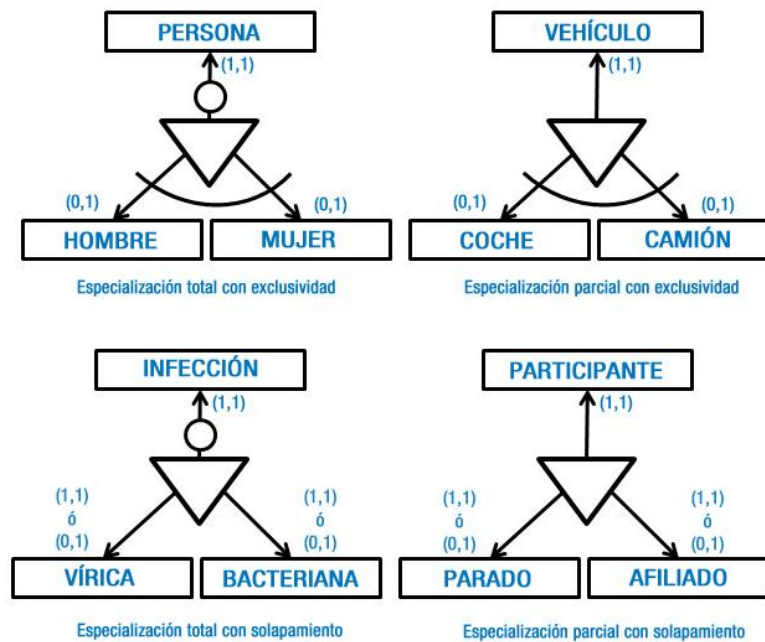 PERSONA
(1,1)
(0,1)
(0,1)
HOMBRE
MUJER
Especialización total con exclusividad
VEHÍCULO
(1,1)
(0,1)
(0,1)
COCHE
CAMIÓN
Especialización parcial con exclusividad
INFECCIÓN
(1,1)
(1,1)
ó
(0,1)
(1,1)
ó
(0,1)
VÍRICA
BACTERIANA
Especialización total con solapamiento
PARTICIPANTE
(1,1)
(1,1)
ó
(0,1)
(1,1)
ó
(0,1)
PARADO
AFILIADO
Especialización parcial con solapamiento